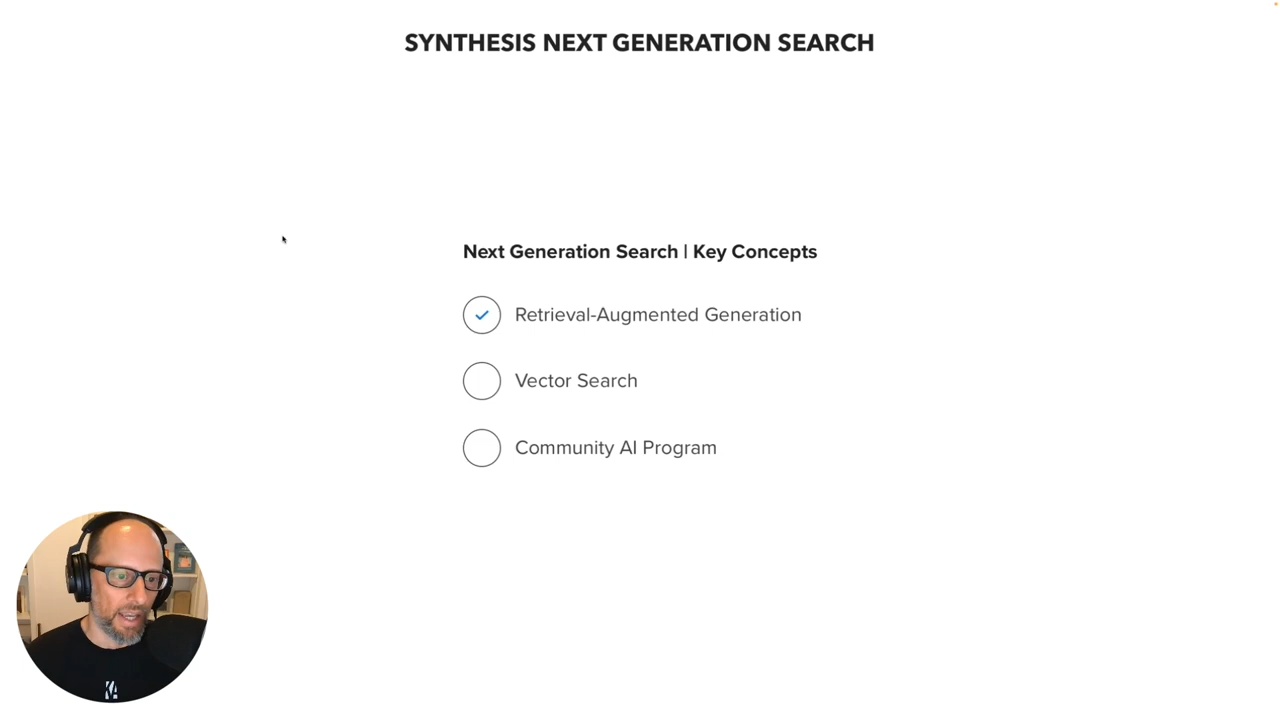 SYNTHESIS NEXT GENERATION SEARCH
Next Generation Search | Key Concepts
Retrieval-Augmented Generation
Vector Search
Community AI Program